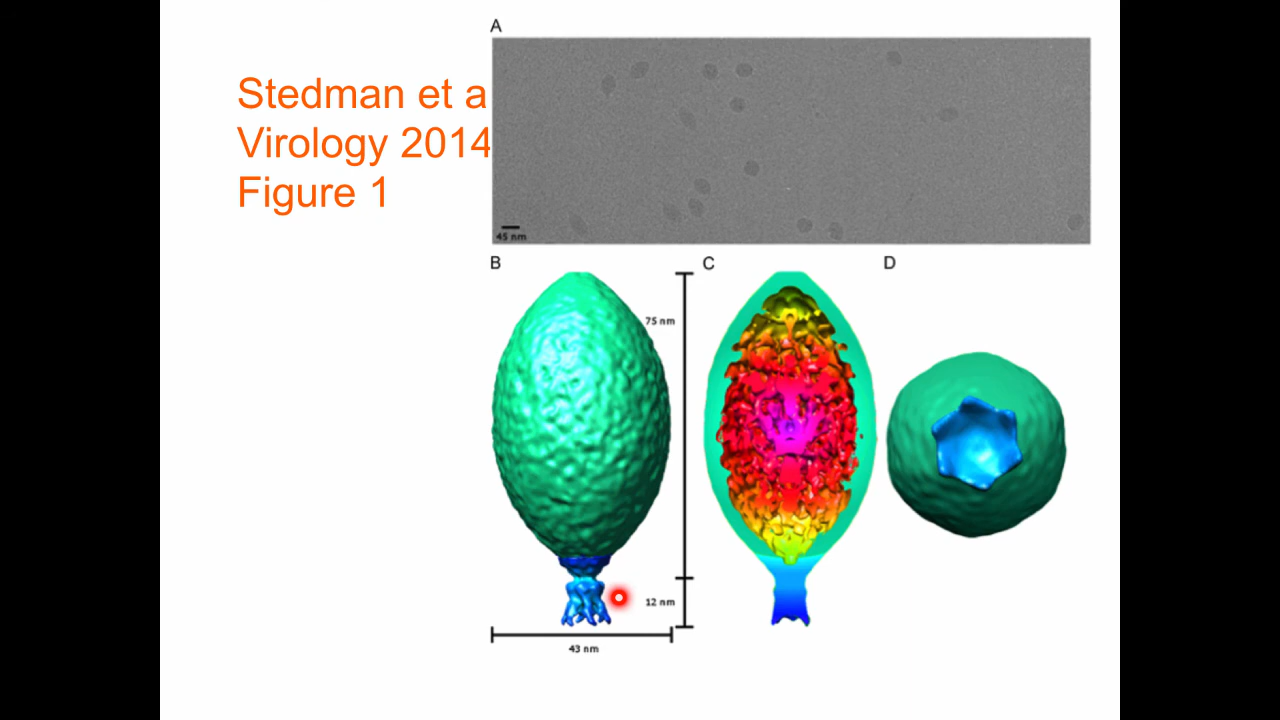 Stedman et a
Virology 2014
Figure 1
A
45 nm
B
C
D
75 nm
12 nm
43 nm